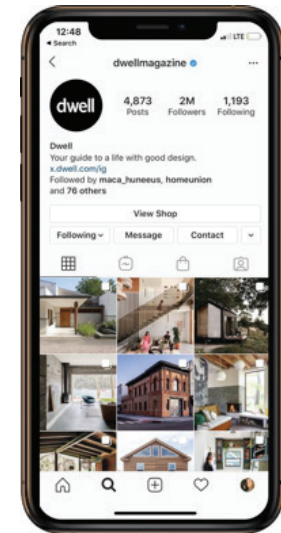 12:48
Search
LTE
dwellmagazine
dwell
4,873 2M 1,193
Posts Followers Following
Dwell
Your guide to a life with good design.
x.dwell.com/ig
Followed by maca_huneeus, homeunion
and 76 others
View Shop
Following Message Contact